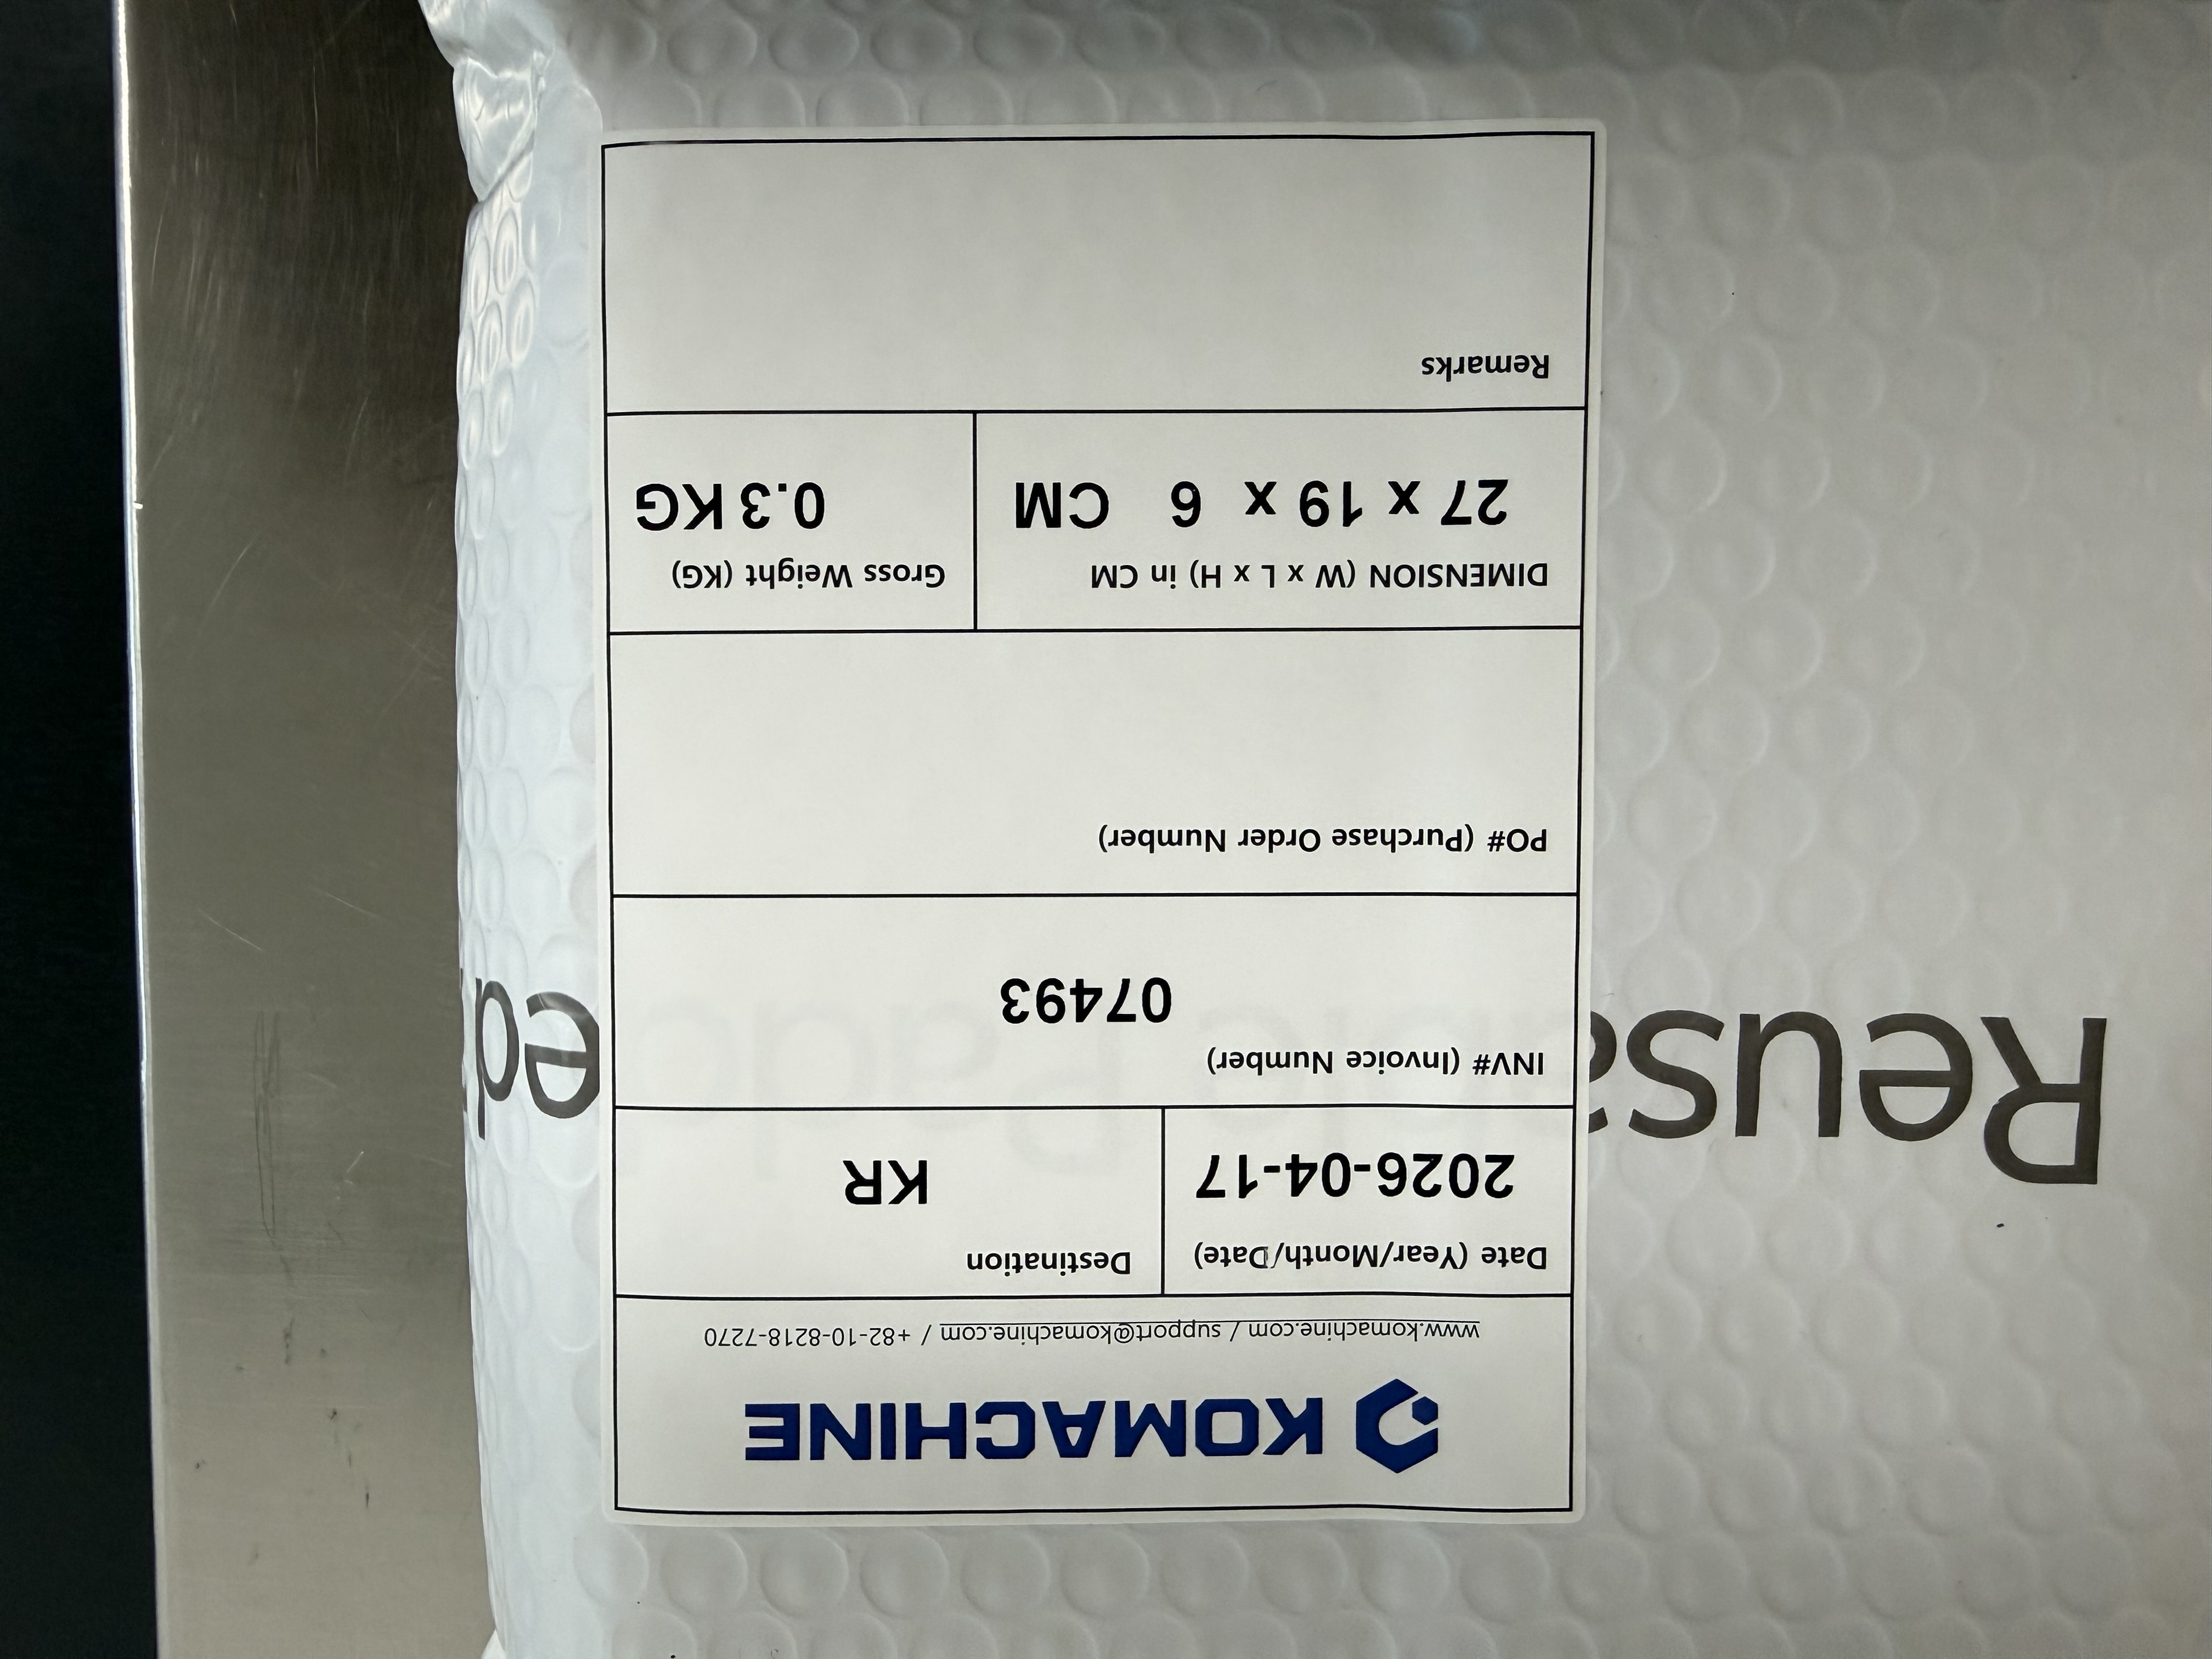 KOMACHINE
www.komachine.com / support@komachine.com / +82-10-8218-7270
Date (Year/Month/Date)
2026-04-17
Destination
KR
INV# (Invoice Number)
07493
PO# (Purchase Order Number)
DIMENSION (W x L x H) in CM
27 x 19 x 6 CM
Gross Weight (KG)
0.3 KG
Remarks